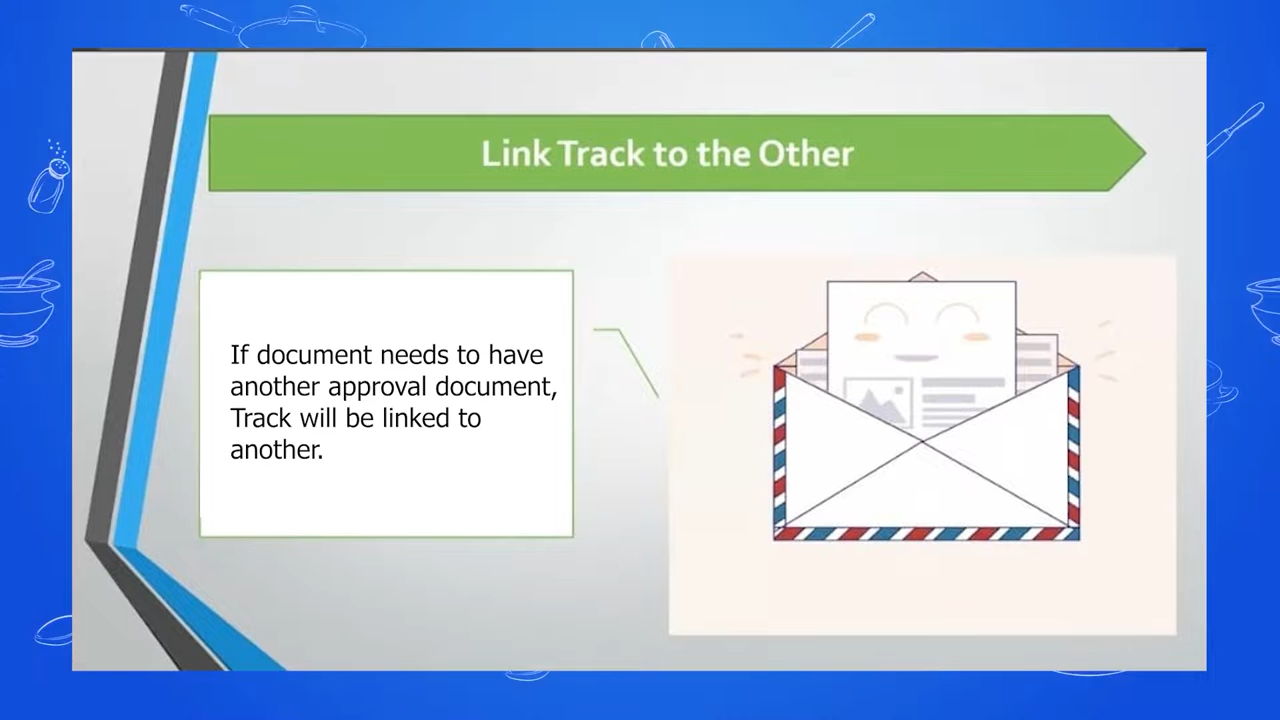 Link Track to the Other
If document needs to have
another approval document,
Track will be linked to
another.